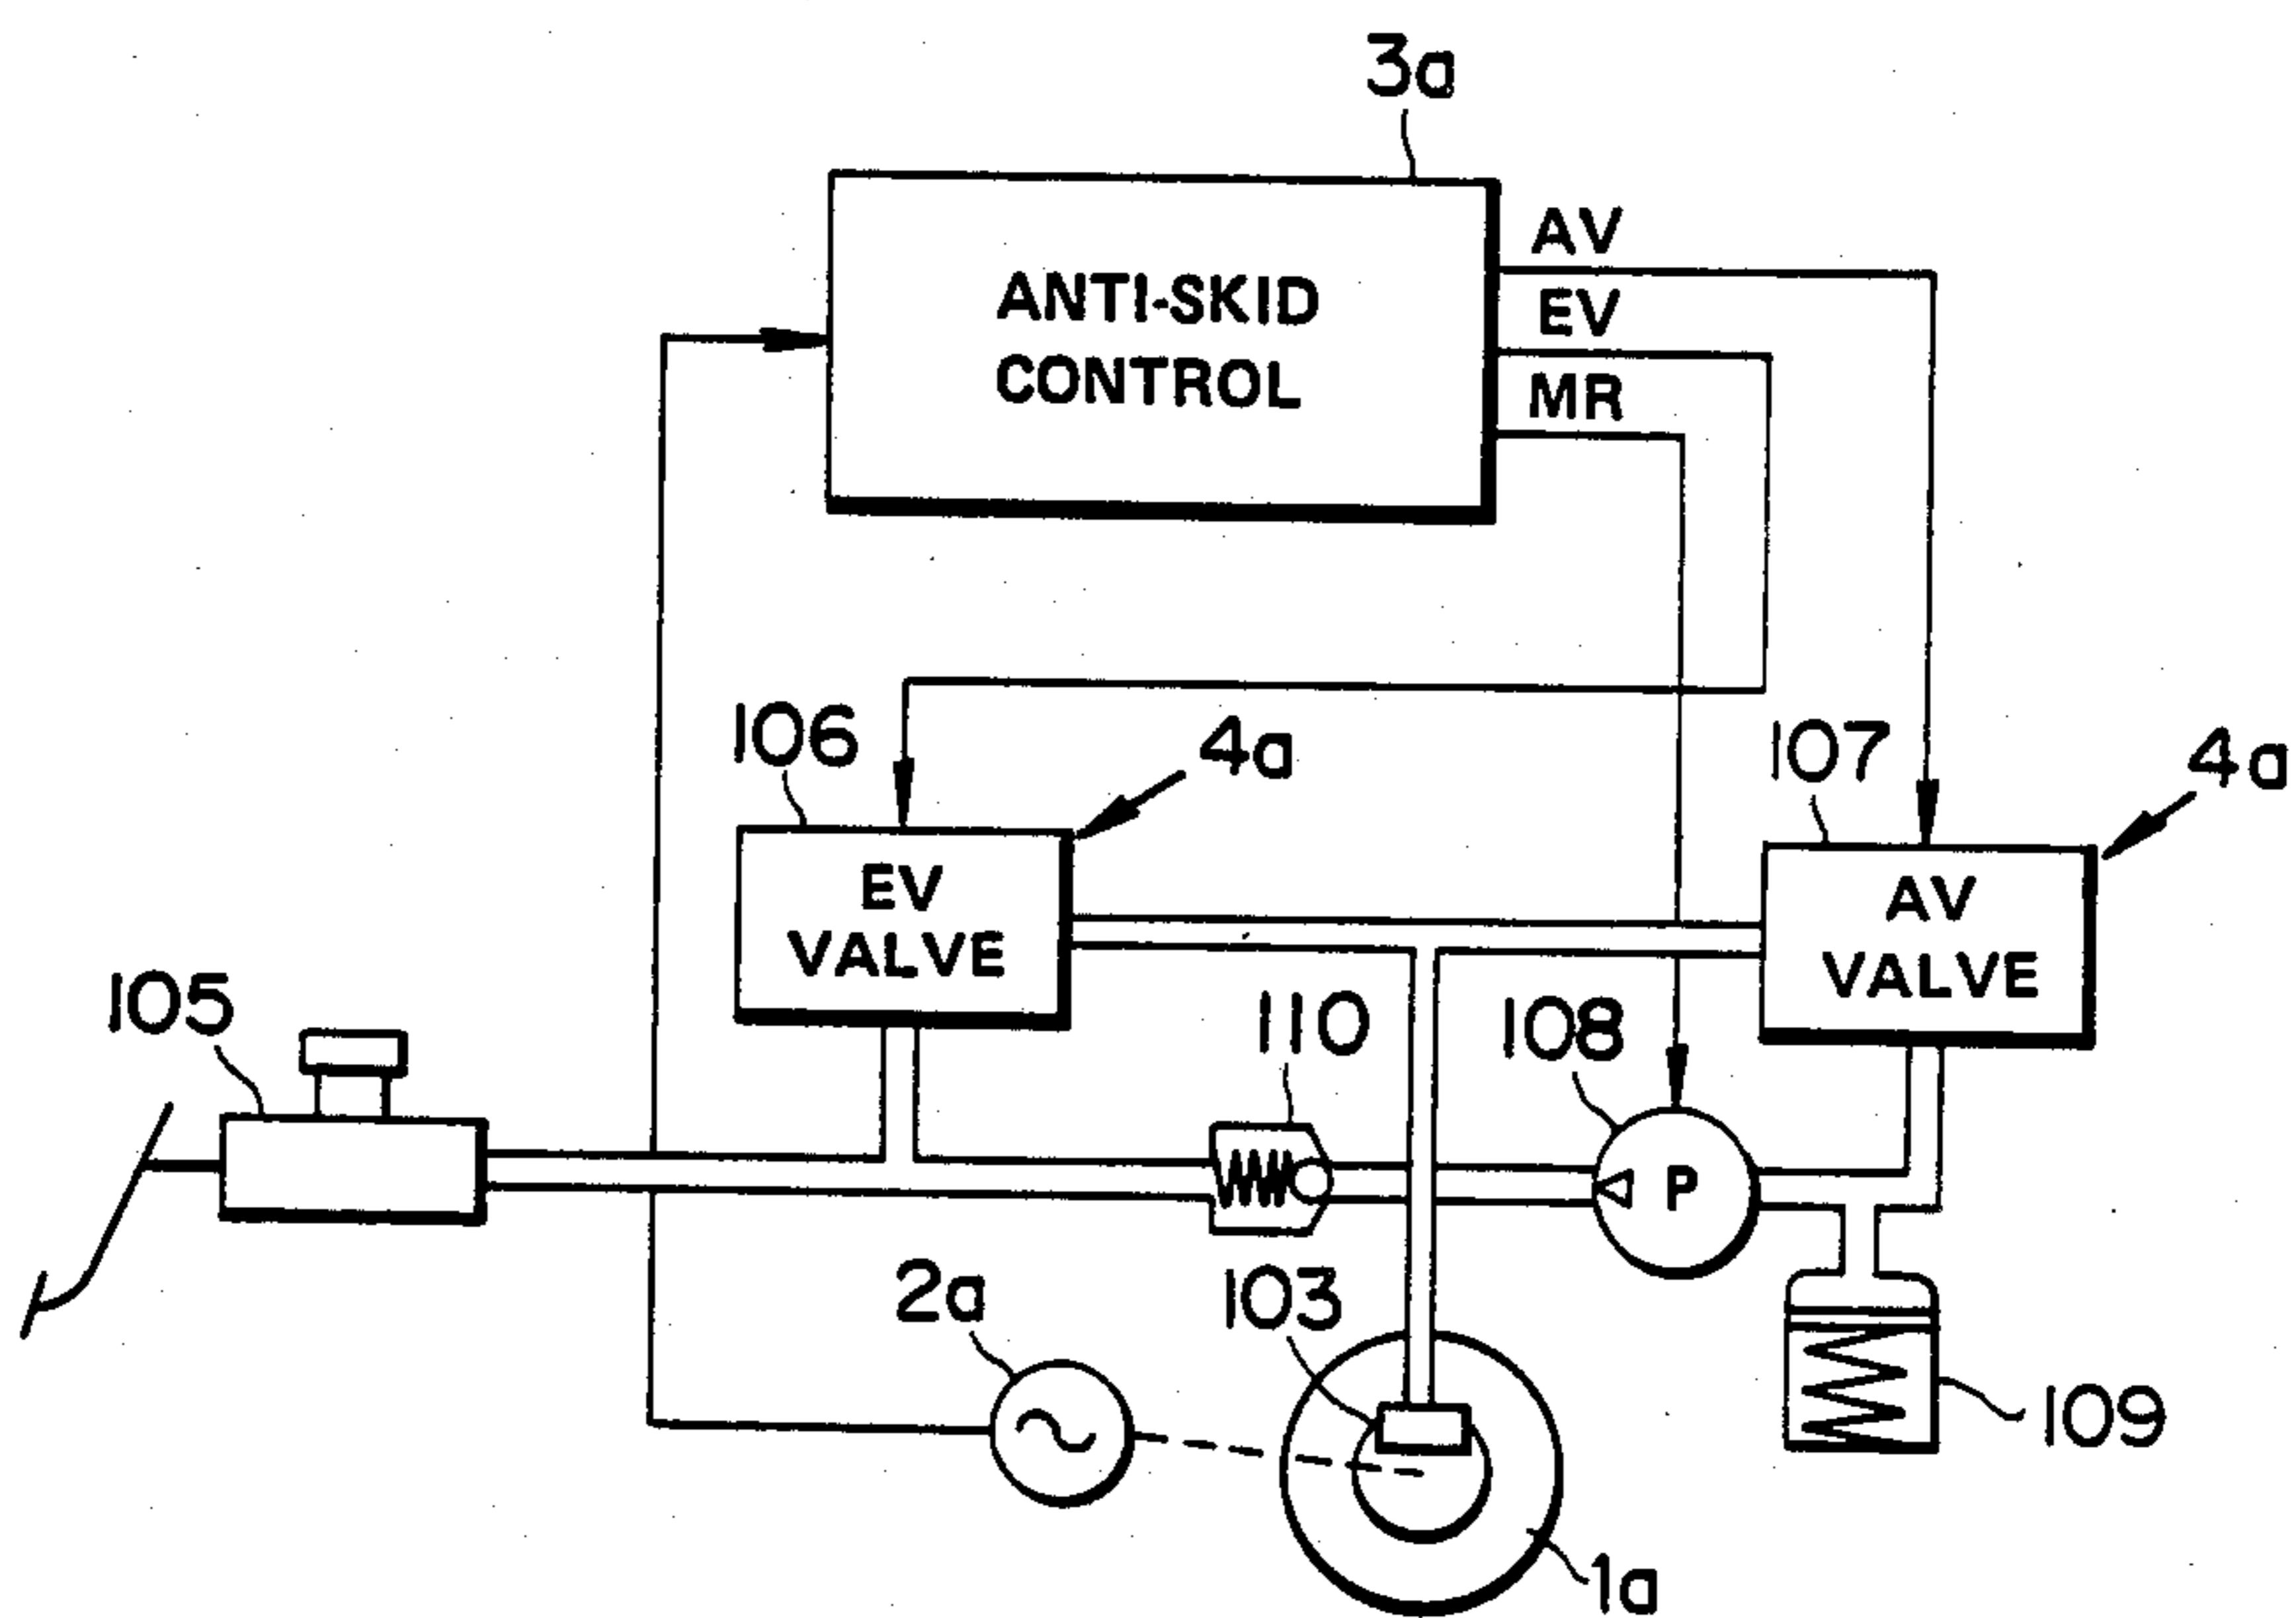 3a
ANTI-SKID
CONTROL
AV
EV
MR
106
4a
107
4a
EV
VALVE
AV
VALVE
105
110
108
P
2a
103
109
1a